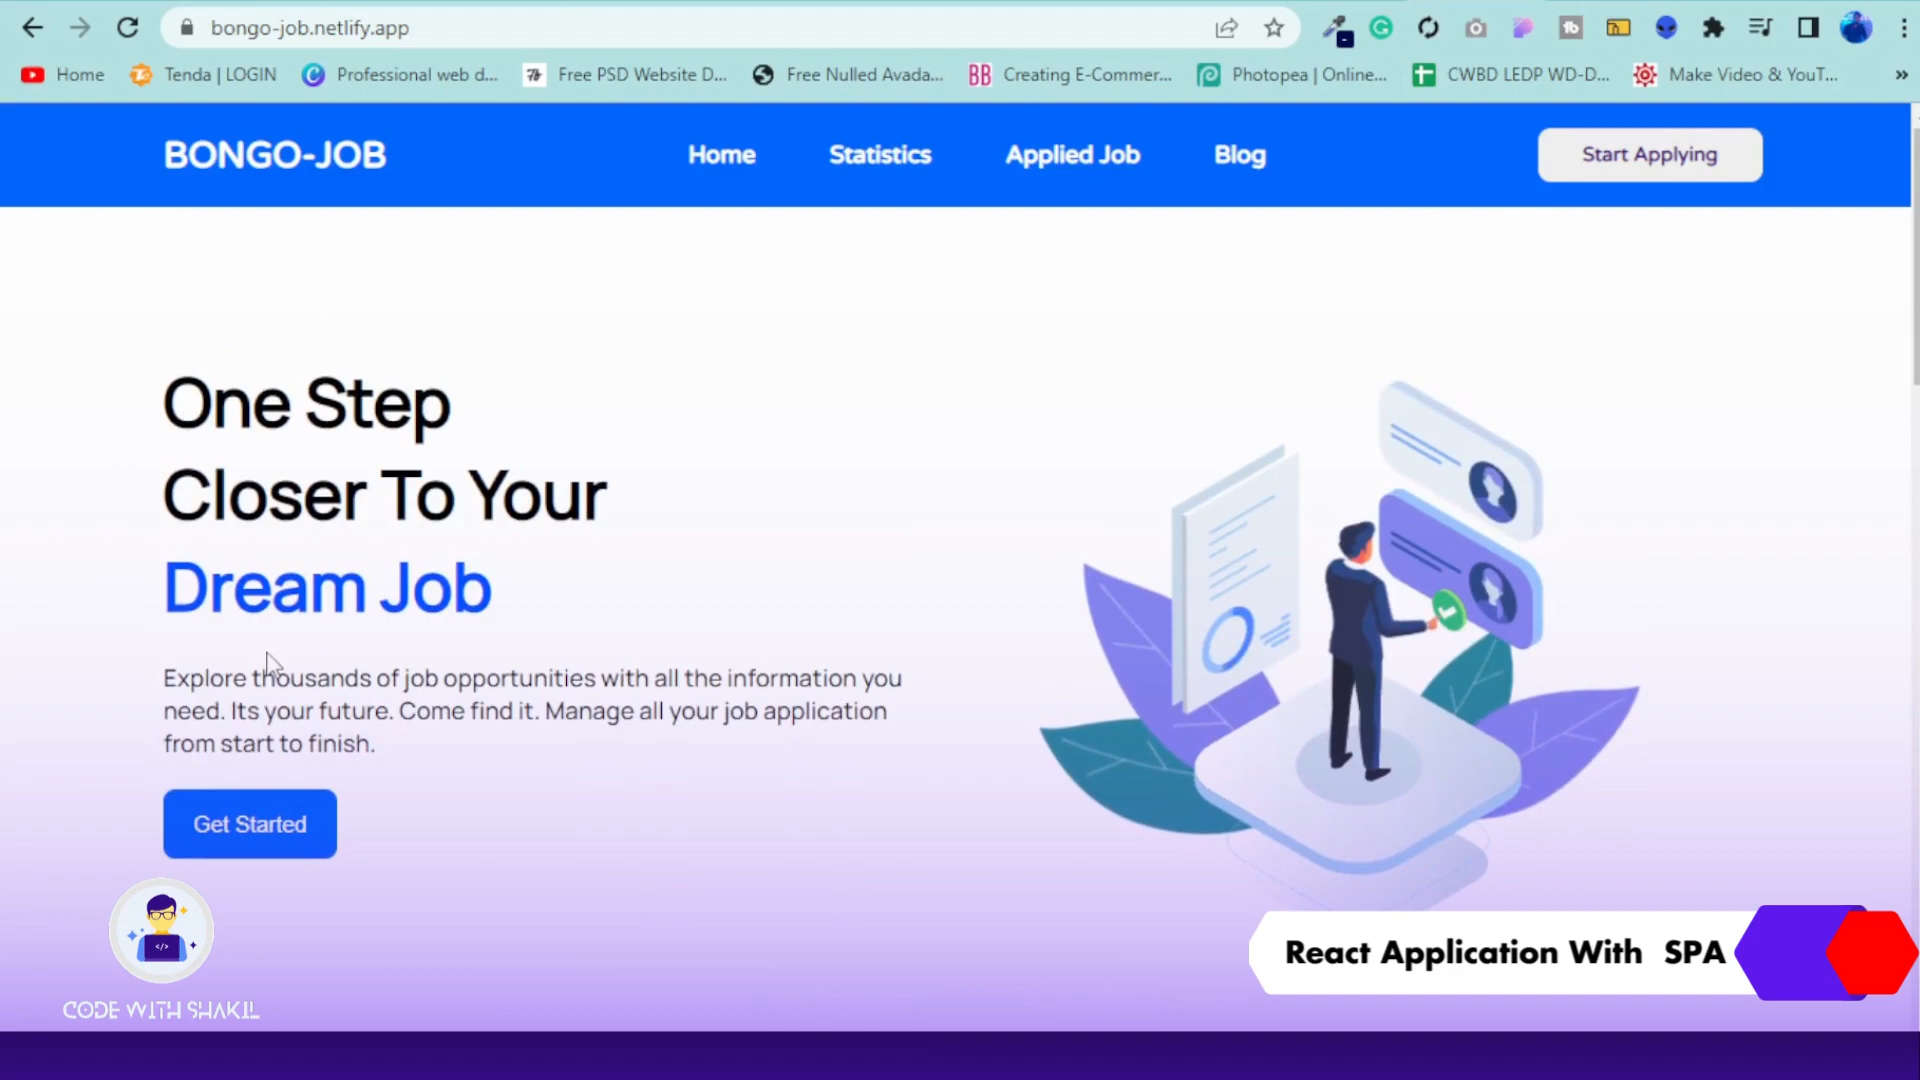 bongo-job.netlify.app
Home
Tenda | LOGIN
Professional web d...
Free PSD Website D...
Free Nulled Avada...
BB
Creating E-Commer...
Photopea | Online...
CWBD LEDP WD-D...
Make Video & YouT...
»
BONGO-JOB
Home
Statistics
Applied Job
Blog
Start Applying
One Step
Closer To Your
Dream Job
Explore thousands of job opportunities with all the information you
need. Its your future. Come find it. Manage all your job application
from start to finish.
Get Started
</>
CODE WITH SHAKIL
React Application With SPA